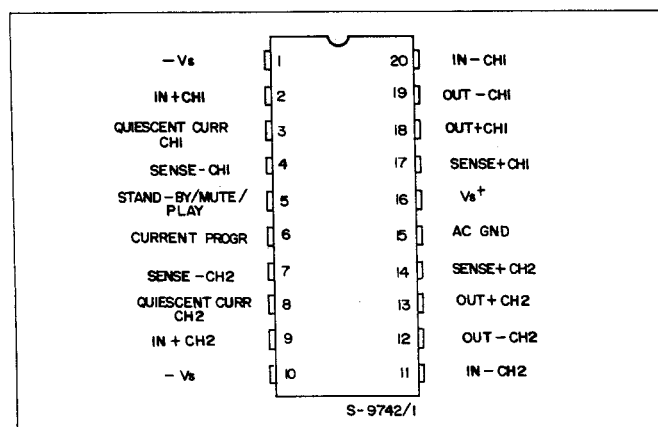 −Vs 1 20 IN−CH1
IN+CH1 2 19 OUT−CH1
QUIESCENT CURR
CH1 3 18 OUT+CH1
SENSE−CH1 4 17 SENSE+CH1
STAND-BY/MUTE/
PLAY 5 16 Vs+
CURRENT PROGR 6 15 AC GND
SENSE−CH2 7 14 SENSE+CH2
QUIESCENT CURR
CH2 8 13 OUT+CH2
IN+CH2 9 12 OUT−CH2
−Vs 10 11 IN−CH2
S-9742/1